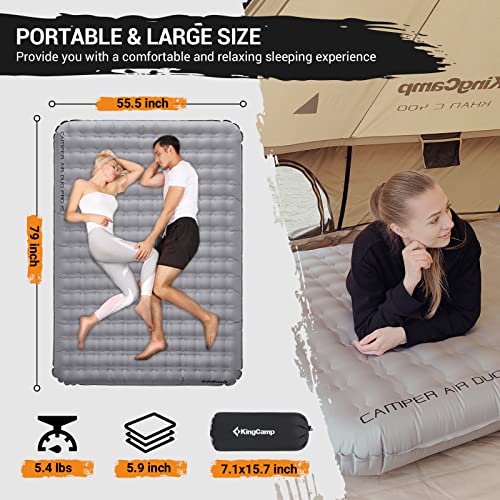 PORTABLE & LARGE SIZE
Provide you with a comfortable and relaxing sleeping experience
55.5 inch
79 inch
CAMPER AIR DUO PRO
KingCamp
KHAN C 400
CAMPER AIR DUO
KingCamp
5.4 lbs
5.9 inch
7.1x15.7 inch